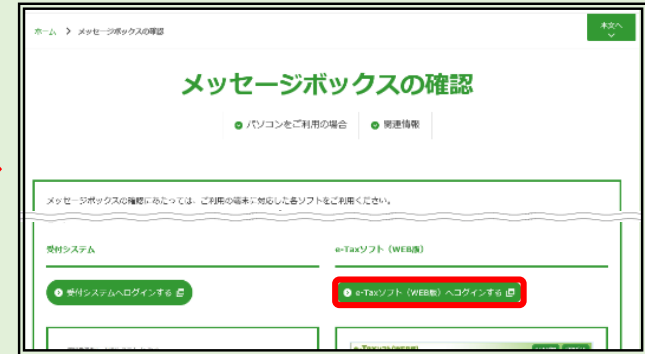 ホーム > メッセージボックスの確認
本文へ
メッセージボックスの確認
パソコンをご利用の場合
関連情報
メッセージボックスの確認にあたっては、ご利用の端末に対応した各ソフトをご利用ください。
受付システム
e-Taxソフト（WEB版）
受付システムへログインする
e-Taxソフト（WEB版）へログインする